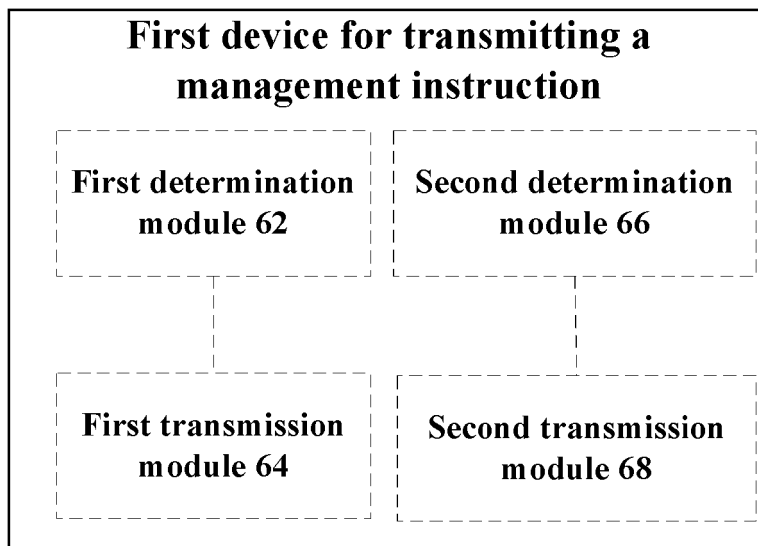 First device for transmitting a
management instruction
First determination
module 62
Second determination
module 66
First transmission
module 64
Second transmission
module 68